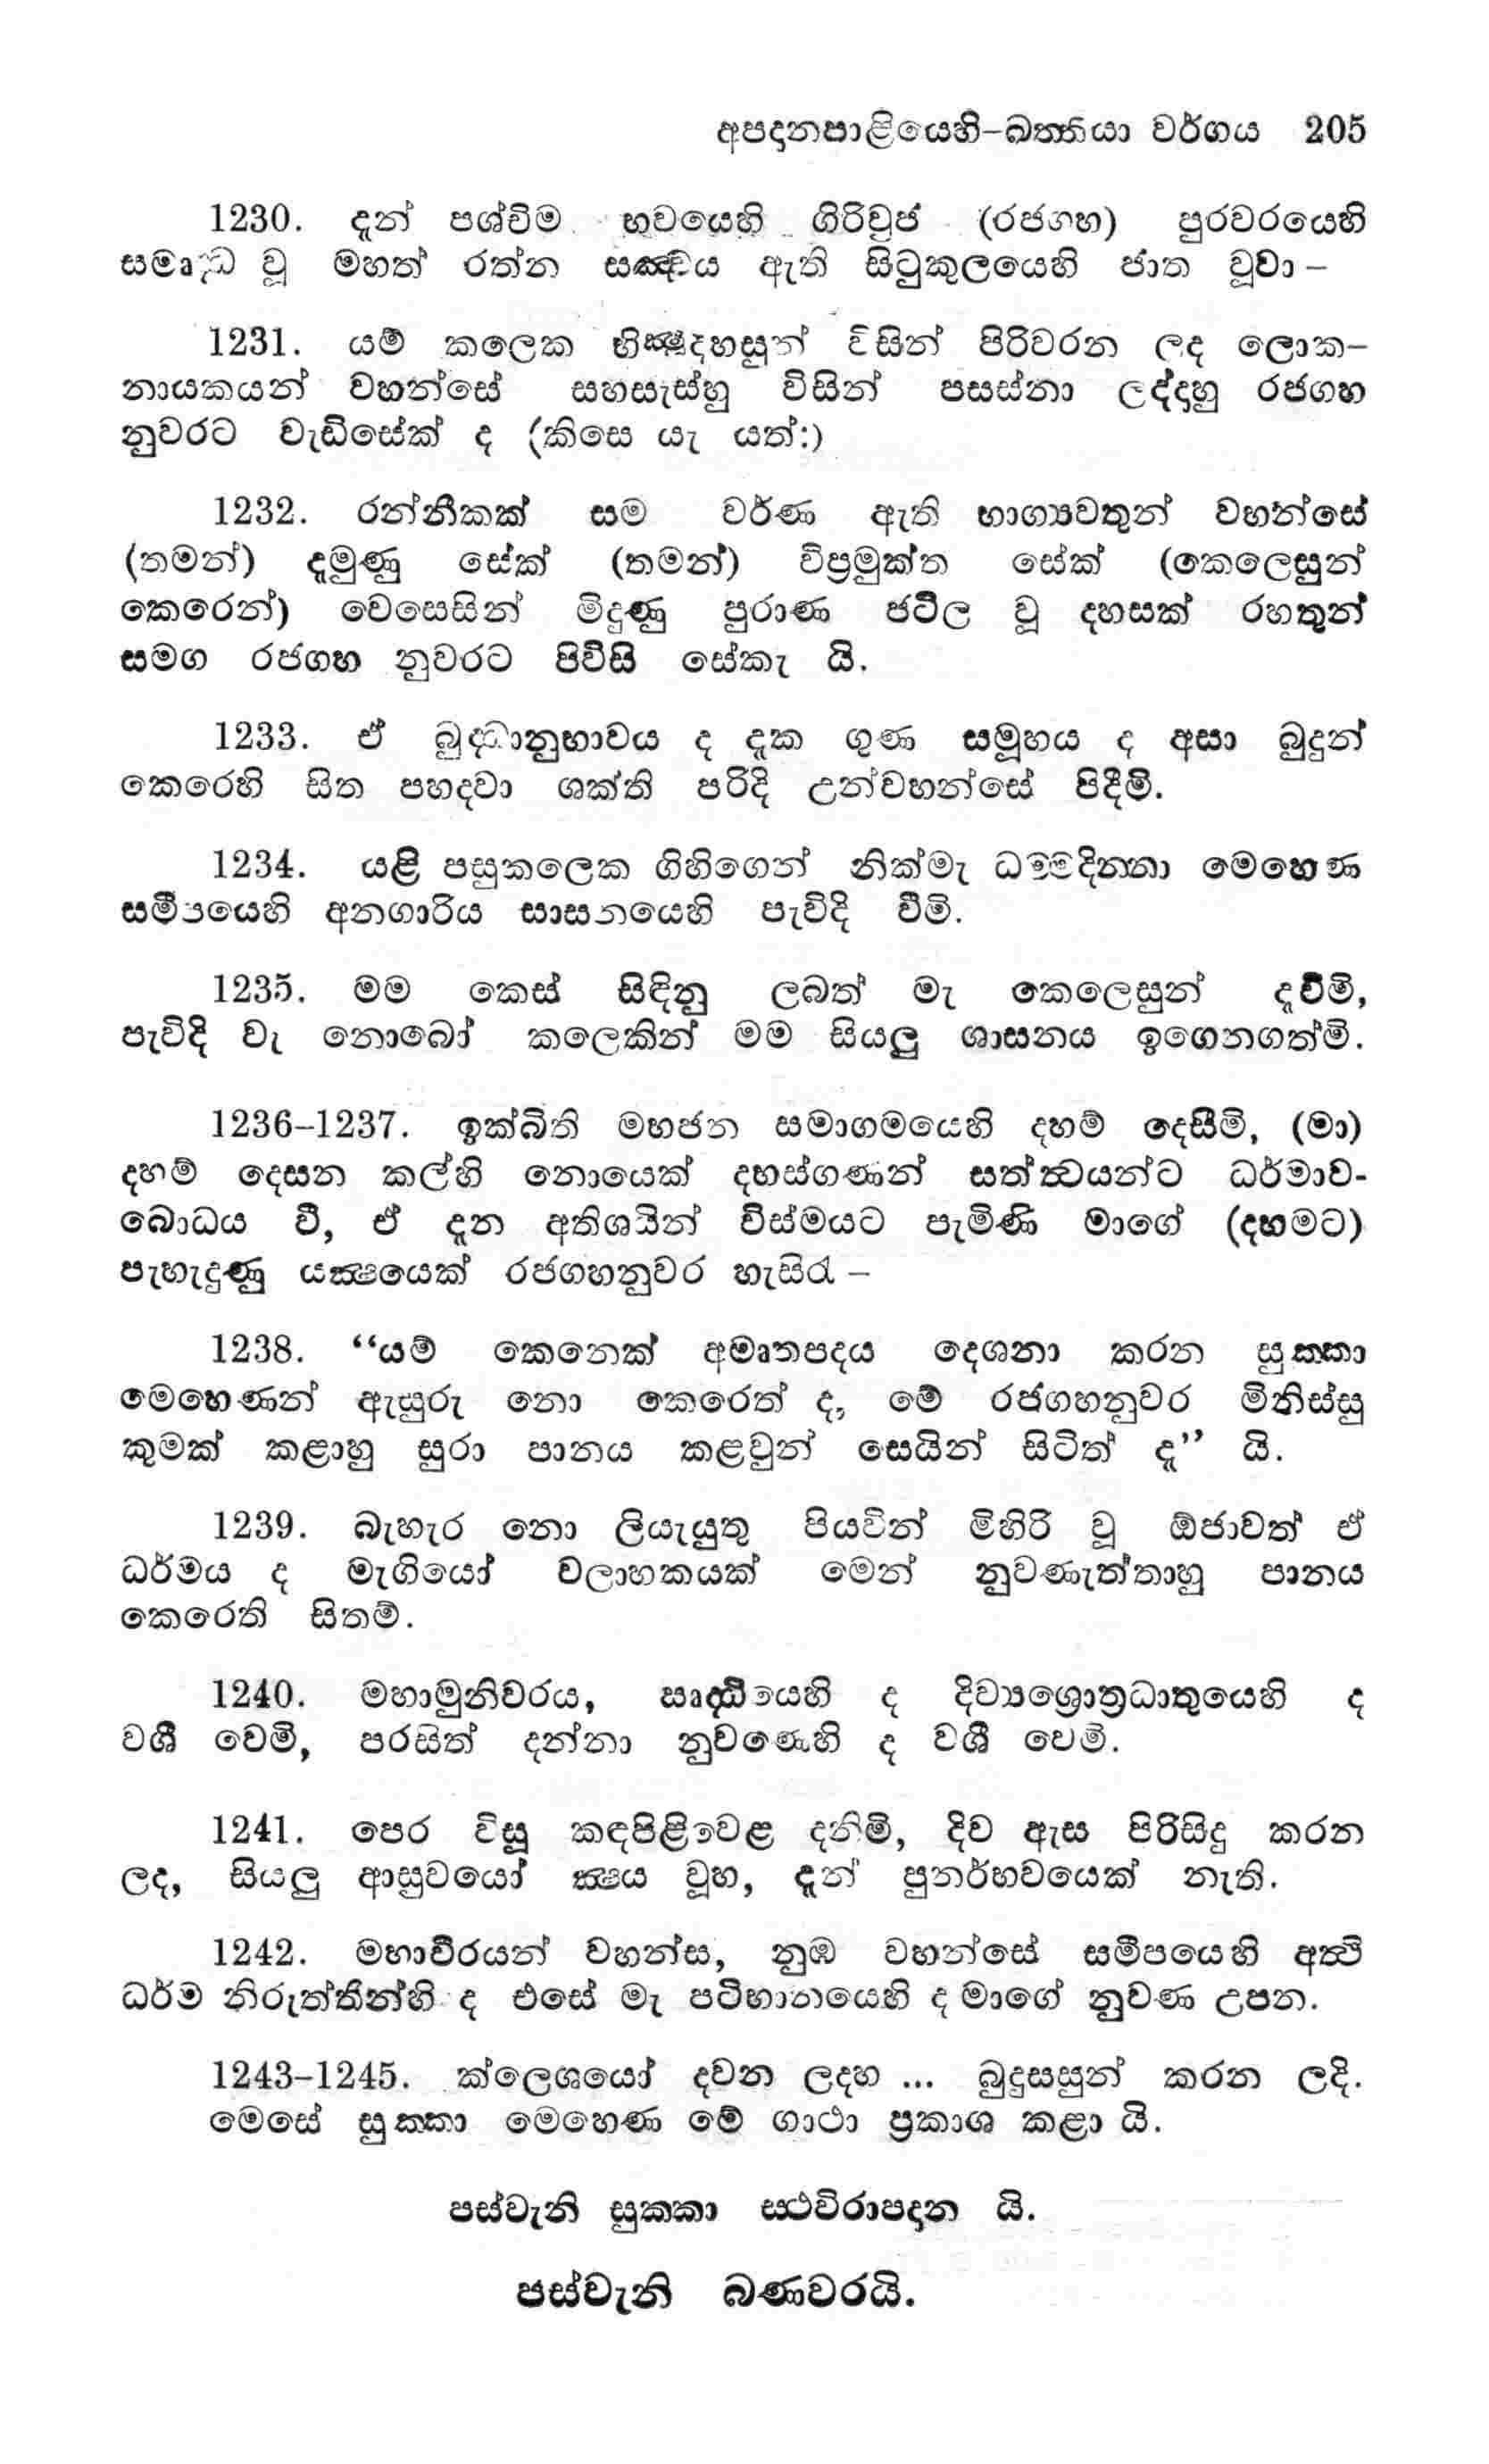 අපදානපාළියෙහි-ඛත්තියා වර්ගය 205
1230. දැන් පශ්චිම භවයෙහි ගිරිවුජ (රජගහ) පුරවරයෙහි
සමෘද්ධ වූ මහත් රත්න සඤ්චය ඇති සිටුකුලයෙහි ජාත වූවා –
1231. යම් කලෙක භික්ෂුදහසුන් විසින් පිරිවරන ලද ලොක–
නායකයන් වහන්සේ සහසැස්හු විසින් පසස්නා ලද්දාහු රජගහ
නුවරට වැඩිසේක් ද (කිසෙ යැ යත්:)
1232. රන්නිකක් සම වර්ණ ඇති භාග්‍යවතුන් වහන්සේ
(තමන්) දැමුණු සේක් (තමන්) විප්‍රමුක්ත සේක් (කෙලෙසුන්
කෙරෙන්) වෙසෙසින් මිදුණු පුරාණ ජටිල වූ දහසක් රහතුන්
සමග රජගහ නුවරට පිවිසි සේකැ යි.
1233. ඒ බුද්ධානුභාවය ද දැක ගුණ සමූහය ද අසා බුදුන්
කෙරෙහි සිත පහදවා ශක්ති පරිදි උන්වහන්සේ පිදීමි.
1234. යළි පසුකලෙක ගිහිගෙන් නික්මැ ධම්මදින්නා මෙහෙණ
සමීපයෙහි අනගාරිය සාසනයෙහි පැවිදි වීමි.
1235. මම කෙස් සිඳිනු ලබත් මැ කෙලෙසුන් දැවීමි,
පැවිදි වැ නොබෝ කලෙකින් මම සියලු ශාසනය ඉගෙනගත්මි.
1236–1237. ඉක්බිති මහජන සමාගමයෙහි දහම් දෙසීමි, (මා)
දහම් දෙසන කල්හි නොයෙක් දහස්ගණන් සත්ත්වයන්ට ධර්මාව-
බොධය වී, ඒ දැන අතිශයින් විස්මයට පැමිණි මාගේ (දහමට)
පැහැදුණු යක්ෂයෙක් රජගහනුවර හැසිර –
1238. “යම් කෙනෙක් අමෘතපදය දෙශනා කරන සුක්කා
මෙහෙණන් ඇසුරු නො කෙරෙත් ද, මේ රජගහනුවර මිනිස්සු
කුමක් කළාහු සුරා පානය කළවුන් සෙයින් සිටිත් දැ” යි.
1239. බැහැර නො ලියැයුතු පියවින් මිහිරි වූ ඕජාවත් ඒ
ධර්මය ද මැගියෝ වලාහකයක් මෙන් නුවණැත්තාහු පානය
කෙරෙති සිතම්.
1240. මහාමුනිවරය, ඍද්ධියෙහි ද දිව්‍යශ්‍රොත්‍රධාතුයෙහි ද
වශී වෙමි, පරසිත් දන්නා නුවණෙහි ද වශී වෙමි.
1241. පෙර විසූ කඳපිළිවෙළ දනිමි, දිව ඇස පිරිසිදු කරන
ලද, සියලු ආස්‍රවයෝ ක්ෂය වූහ, දැන් පුනර්භවයෙක් නැති.
1242. මහාවීරයන් වහන්ස, නුඹ වහන්සේ සමීපයෙහි අත්ථි
ධර්ම නිරුත්තීන්හි ද එසේ මැ පටිභානයෙහි ද මාගේ නුවණ උපන.
1243–1245. ක්ලෙශයෝ දවන ලදහ ... බුදුසසුන් කරන ලදි.
මෙසේ සුක්කා මෙහෙණ මේ ගාථා ප්‍රකාශ කළා යි.
පස්වැනි සුක්කා ස්ථවිරාපදාන යි.
පස්වැනි බණවරයි.